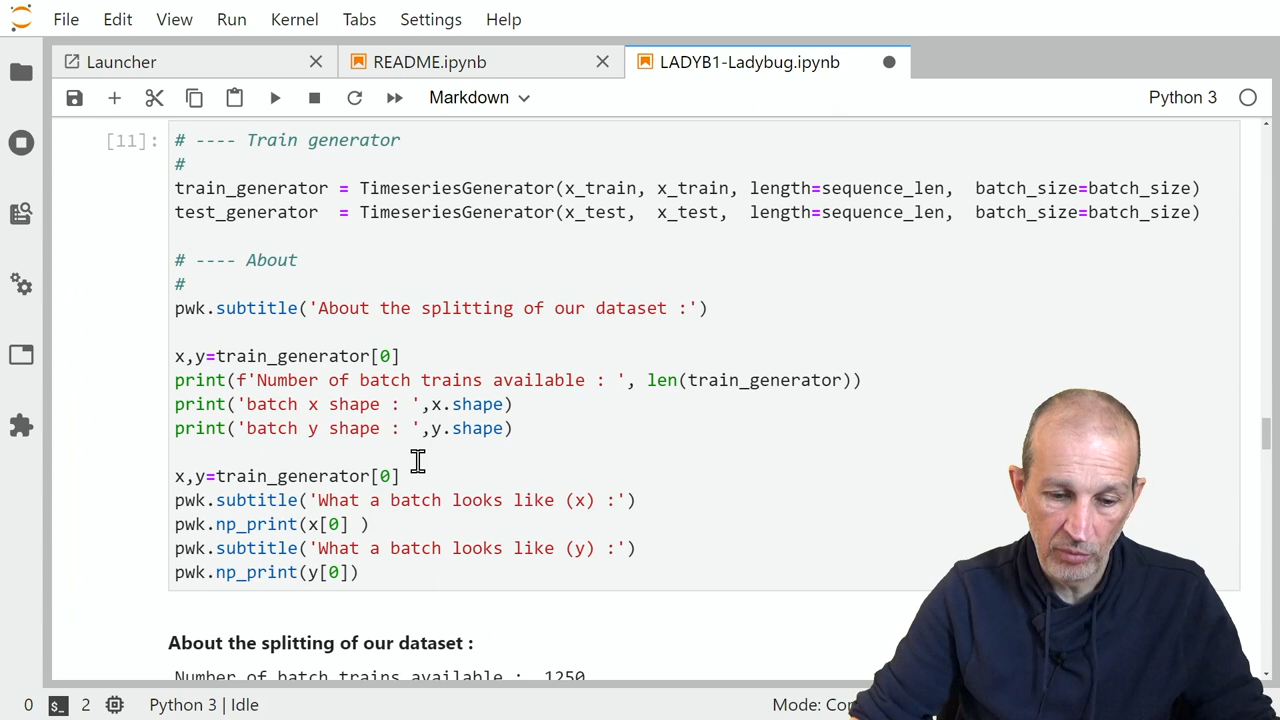 File Edit View Run Kernel Tabs Settings Help
Launcher README.ipynb LADYB1-Ladybug.ipynb
Markdown Python 3
[11]: # ---- Train generator
#
train_generator = TimeseriesGenerator(x_train, x_train, length=sequence_len, batch_size=batch_size)
test_generator = TimeseriesGenerator(x_test, x_test, length=sequence_len, batch_size=batch_size)
# ---- About
#
pwk.subtitle('About the splitting of our dataset :')
x,y=train_generator[0]
print(f'Number of batch trains available : ', len(train_generator))
print('batch x shape : ',x.shape)
print('batch y shape : ',y.shape)
x,y=train_generator[0]
pwk.subtitle('What a batch looks like (x) :')
pwk.np_print(x[0] )
pwk.subtitle('What a batch looks like (y) :')
pwk.np_print(y[0])
About the splitting of our dataset :
Number of batch trains available : 1250
0 $_ 2 Python 3 | Idle Mode: